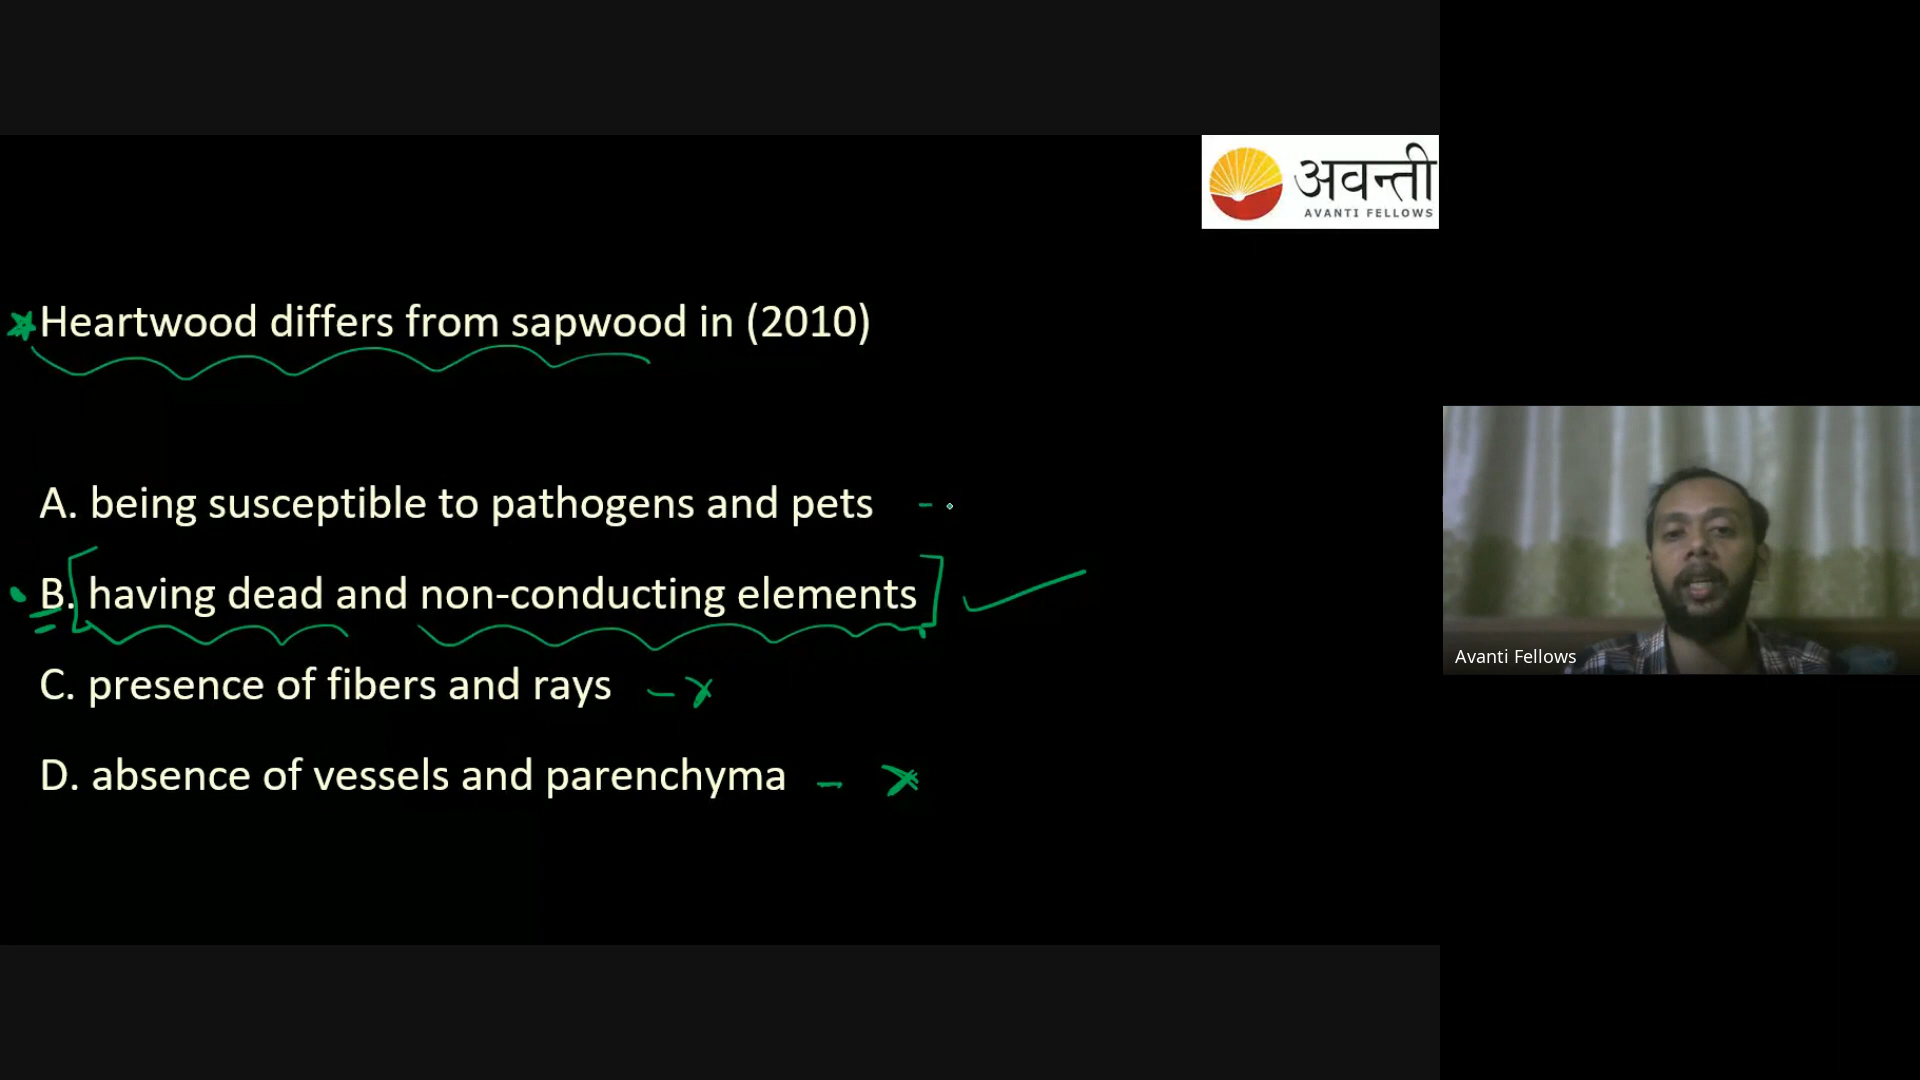 अवन्ती
AVANTI FELLOWS
Heartwood differs from sapwood in (2010)
A. being susceptible to pathogens and pets
B. having dead and non-conducting elements
C. presence of fibers and rays
D. absence of vessels and parenchyma
Avanti Fellows